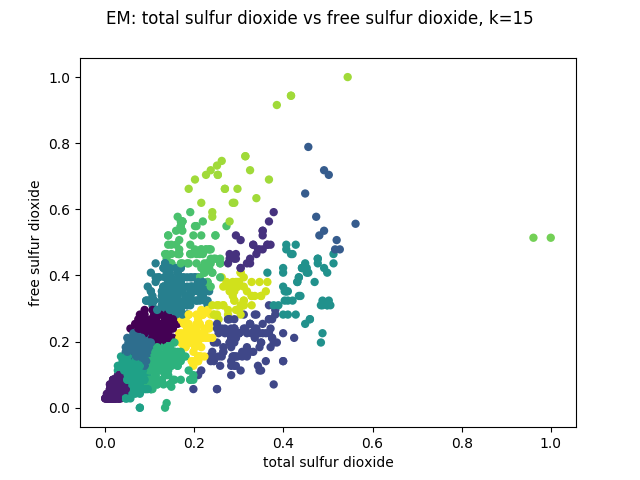 EM: total sulfur dioxide vs free sulfur dioxide, k=15
1.0
0.8
0.6
0.4
0.2
0.0
free sulfur dioxide
0.0 0.2 0.4 0.6 0.8 1.0
total sulfur dioxide